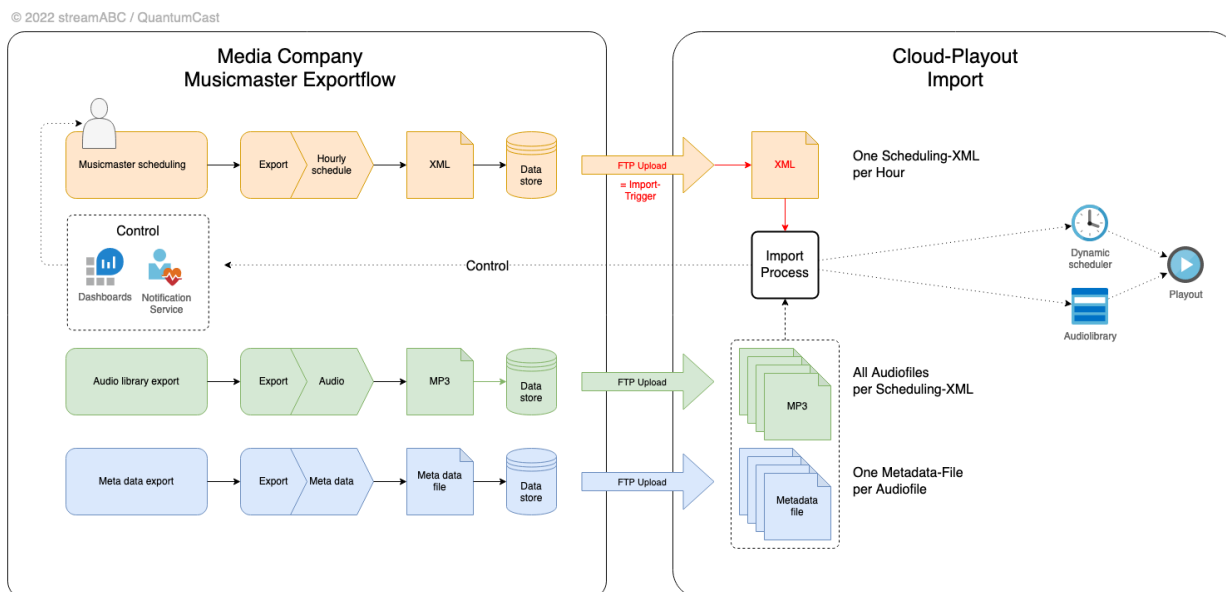 © 2022 streamABC / QuantumCast
Media Company
Musicmaster Exportflow
Cloud-Playout
Import
Musicmaster scheduling
Export
Hourly
schedule
XML
Data
store
FTP Upload
= Import-
Trigger
XML
One Scheduling-XML
per Hour
Control
Dashboards
Notification
Service
Control
Import
Process
Dynamic
scheduler
Audiolibrary
Playout
Audio library export
Export
Audio
MP3
Data
store
FTP Upload
MP3
All Audiofiles
per Scheduling-XML
Meta data export
Export
Meta data
Meta data
file
Data
store
FTP Upload
Metadata
file
One Metadata-File
per Audiofile